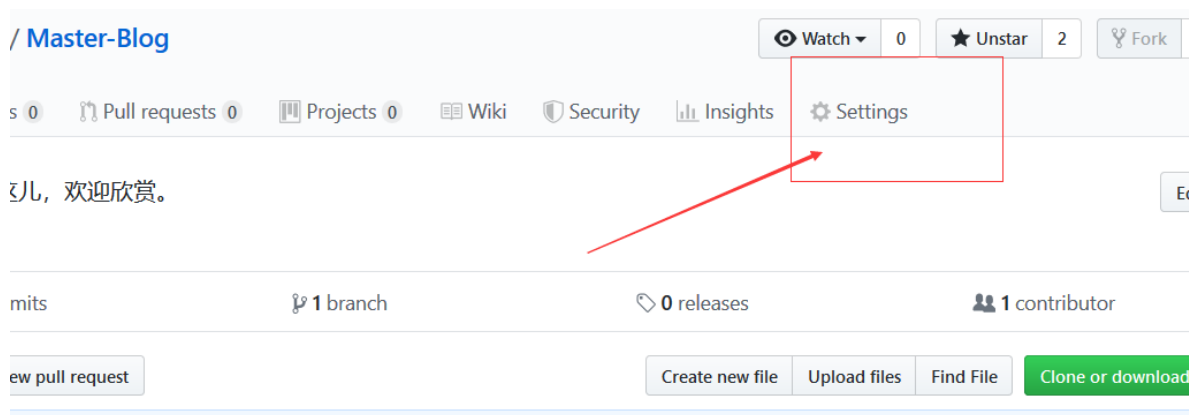 / Master-Blog
Watch 0 Unstar 2 Fork
s 0 Pull requests 0 Projects 0 Wiki Security Insights Settings
这儿，欢迎欣赏。
mits 1 branch 0 releases 1 contributor
ew pull request Create new file Upload files Find File Clone or download